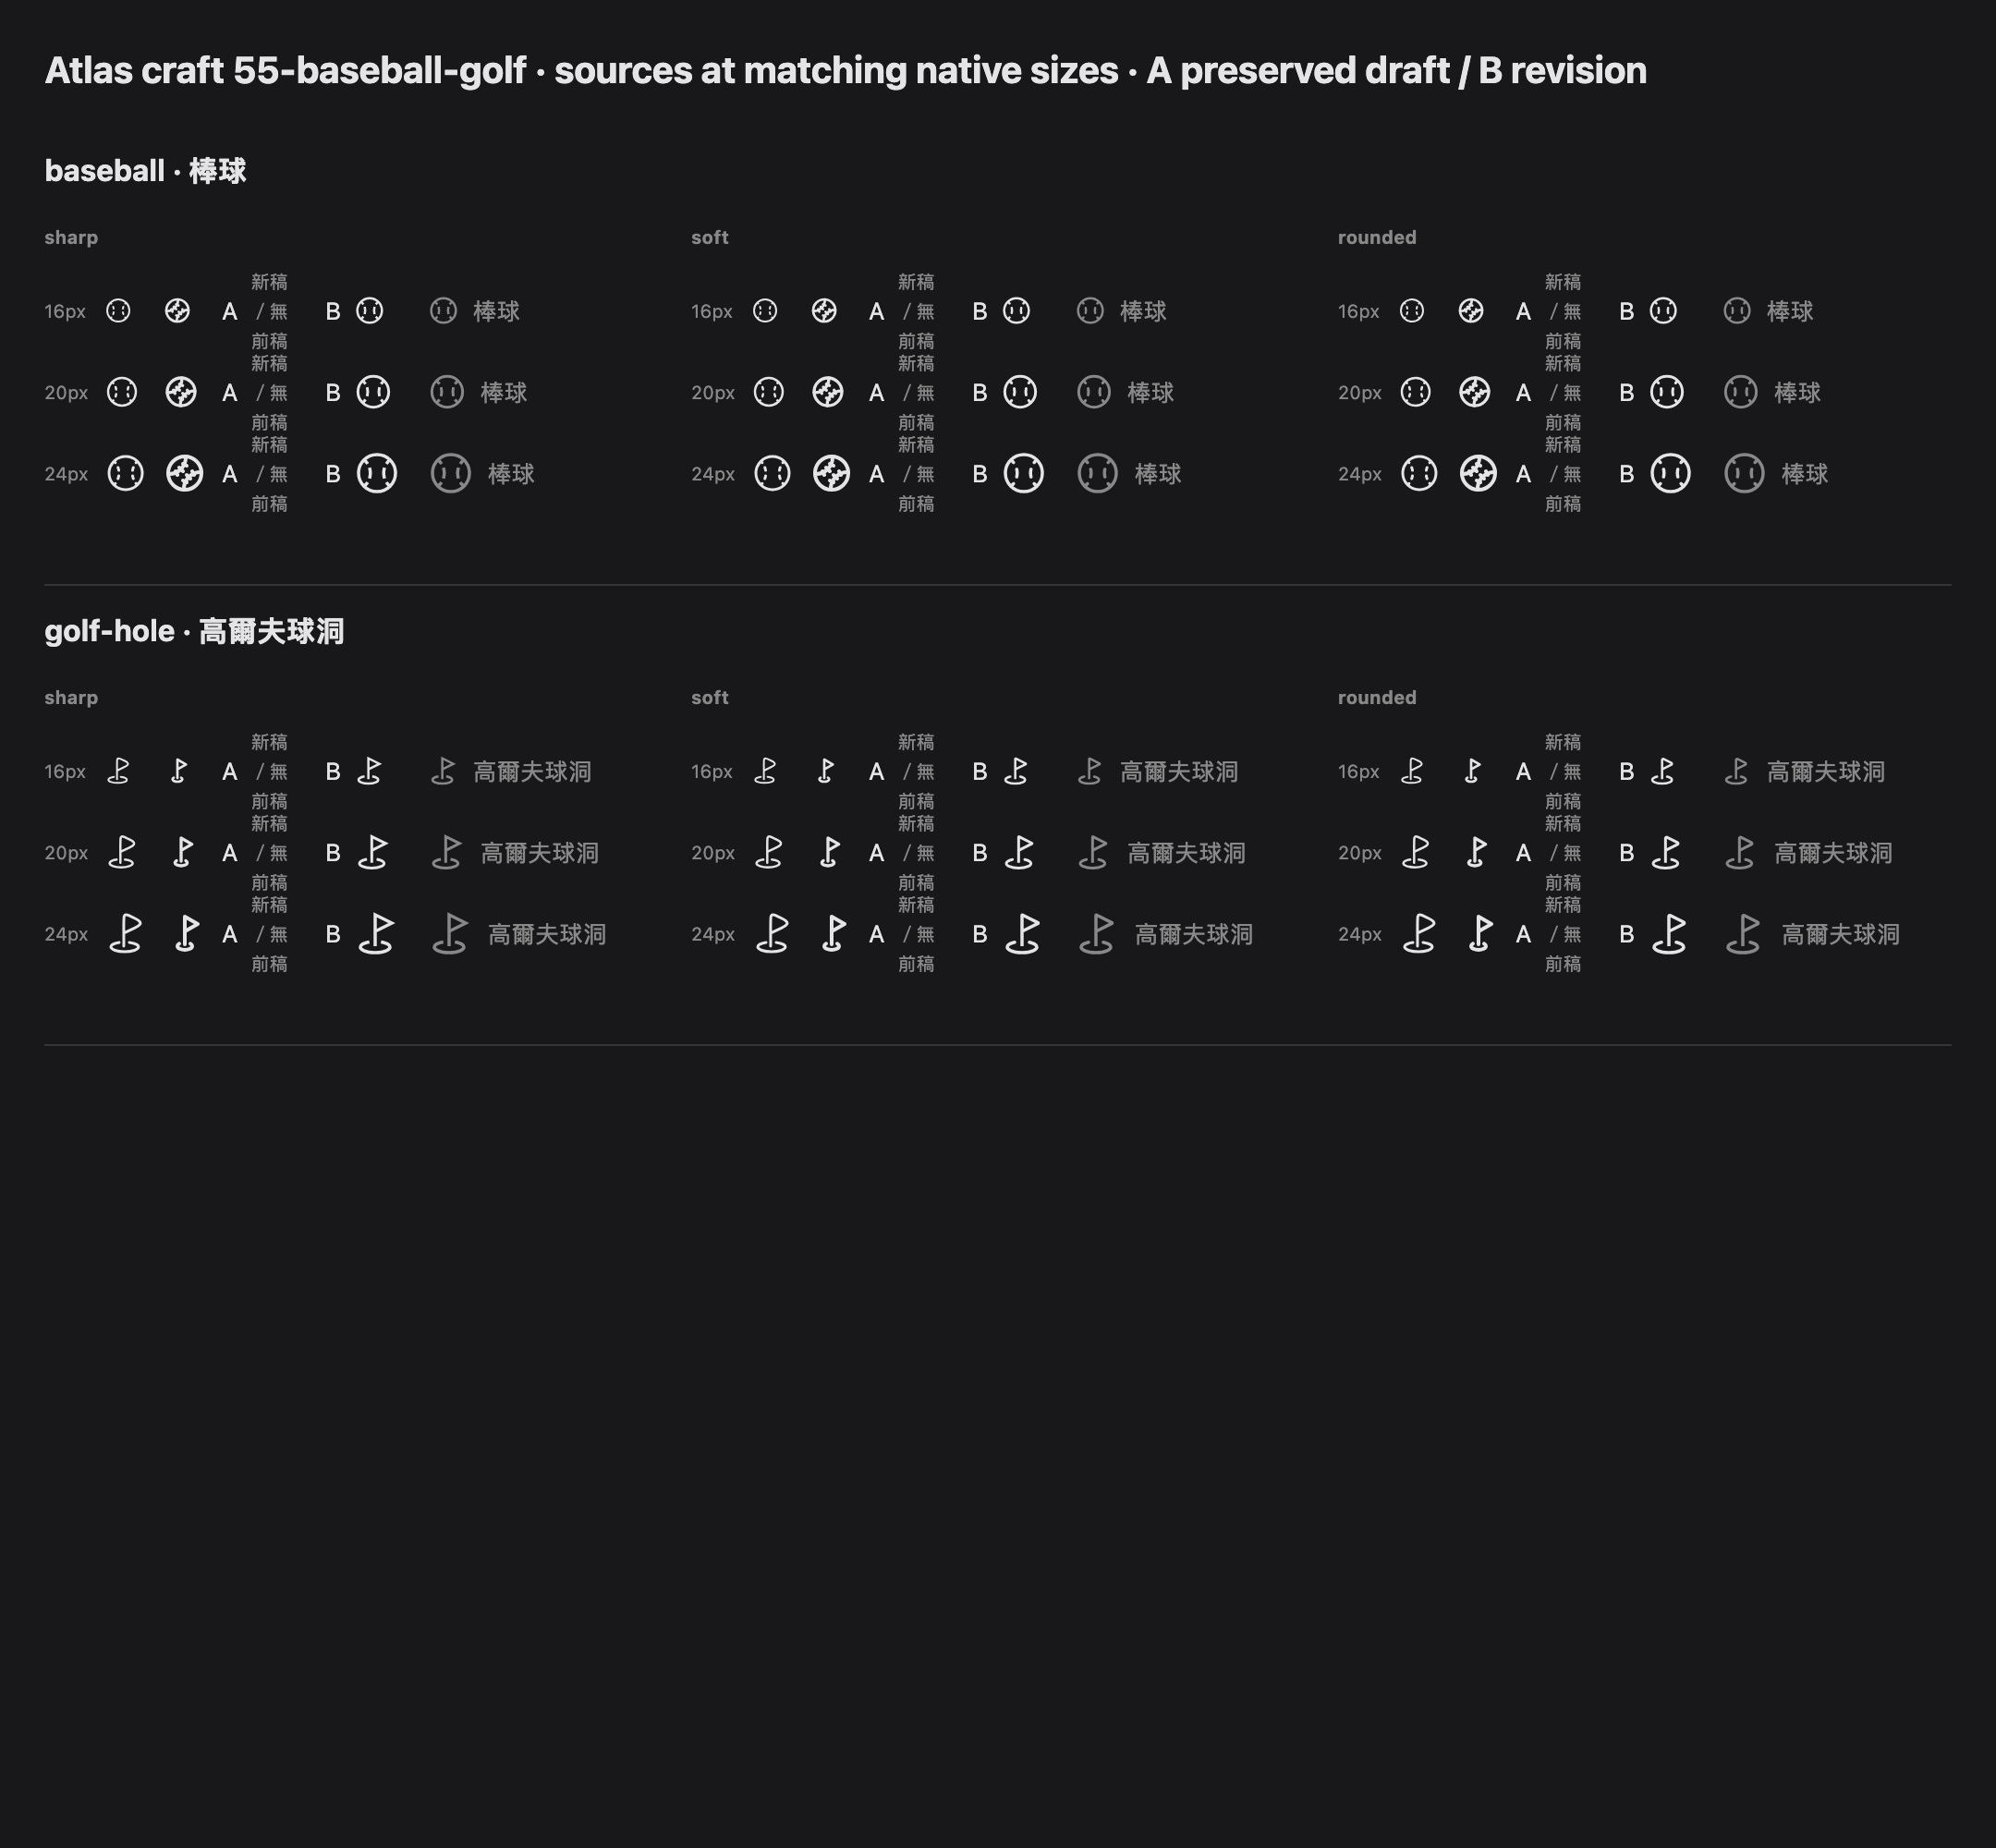 Atlas craft 55-baseball-golf · sources at matching native sizes · A preserved draft / B revision
baseball · 棒球
sharp
16px A 新稿 / 無 前稿 B 棒球
20px A 新稿 / 無 前稿 B 棒球
24px A 新稿 / 無 前稿 B 棒球
soft
16px A 新稿 / 無 前稿 B 棒球
20px A 新稿 / 無 前稿 B 棒球
24px A 新稿 / 無 前稿 B 棒球
rounded
16px A 新稿 / 無 前稿 B 棒球
20px A 新稿 / 無 前稿 B 棒球
24px A 新稿 / 無 前稿 B 棒球
golf-hole · 高爾夫球洞
sharp
16px A 新稿 / 無 前稿 B 高爾夫球洞
20px A 新稿 / 無 前稿 B 高爾夫球洞
24px A 新稿 / 無 前稿 B 高爾夫球洞
soft
16px A 新稿 / 無 前稿 B 高爾夫球洞
20px A 新稿 / 無 前稿 B 高爾夫球洞
24px A 新稿 / 無 前稿 B 高爾夫球洞
rounded
16px A 新稿 / 無 前稿 B 高爾夫球洞
20px A 新稿 / 無 前稿 B 高爾夫球洞
24px A 新稿 / 無 前稿 B 高爾夫球洞